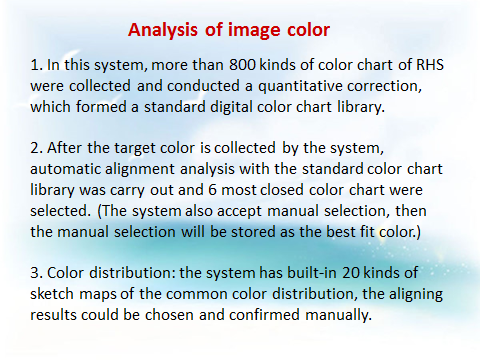 Analysis of image color
1. In this system, more than 800 kinds of color chart of RHS
were collected and conducted a quantitative correction,
which formed a standard digital color chart library.
2. After the target color is collected by the system,
automatic alignment analysis with the standard color chart
library was carry out and 6 most closed color chart were
selected. (The system also accept manual selection, then
the manual selection will be stored as the best fit color.)
3. Color distribution: the system has built-in 20 kinds of
sketch maps of the common color distribution, the aligning
results could be chosen and confirmed manually.